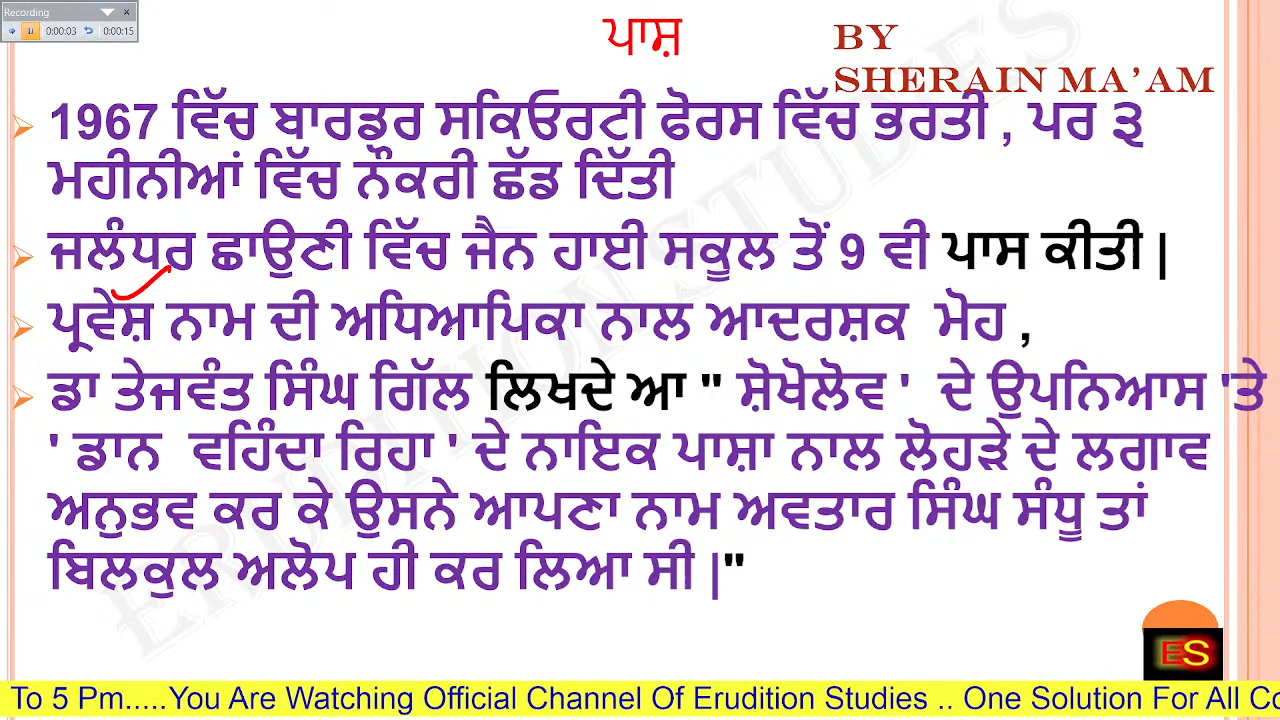 Recording
0:00:03
0:00:15
ਪਾਸ਼
BY
SHERAIN MA'AM
1967 ਵਿੱਚ ਬਾਰਡਰ ਸਕਿਓਰਟੀ ਫੋਰਸ ਵਿੱਚ ਭਰਤੀ , ਪਰ ੩
ਮਹੀਨੀਆਂ ਵਿੱਚ ਨੌਕਰੀ ਛੱਡ ਦਿੱਤੀ
ਜਲੰਧਰ ਛਾਉਣੀ ਵਿੱਚ ਜੈਨ ਹਾਈ ਸਕੂਲ ਤੋਂ 9 ਵੀ ਪਾਸ ਕੀਤੀ |
ਪ੍ਰਵੇਸ਼ ਨਾਮ ਦੀ ਅਧਿਆਪਿਕਾ ਨਾਲ ਆਦਰਸ਼ਕ ਮੋਹ ,
ਡਾ ਤੇਜਵੰਤ ਸਿੰਘ ਗਿੱਲ ਲਿਖਦੇ ਆ " ਸ਼ੋਖੋਲੋਵ ' ਦੇ ਉਪਨਿਆਸ 'ਤੇ
' ਡਾਨ ਵਹਿੰਦਾ ਰਿਹਾ ' ਦੇ ਨਾਇਕ ਪਾਸ਼ਾ ਨਾਲ ਲੋਹੜੇ ਦੇ ਲਗਾਵ
ਅਨੁਭਵ ਕਰ ਕੇ ਉਸਨੇ ਆਪਣਾ ਨਾਮ ਅਵਤਾਰ ਸਿੰਘ ਸੰਧੂ ਤਾਂ
ਬਿਲਕੁਲ ਅਲੋਪ ਹੀ ਕਰ ਲਿਆ ਸੀ |"
ERUDITION STUDIES
ES
To 5 Pm.....You Are Watching Official Channel Of Erudition Studies .. One Solution For All Co